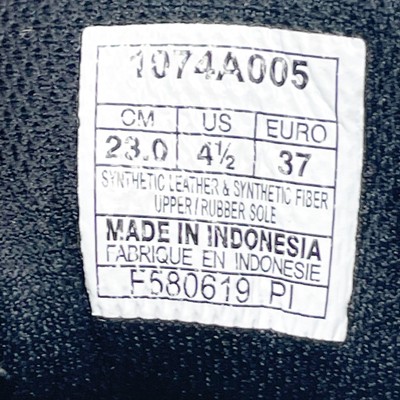 1074A005
CM US EURO
23.0 4½ 37
SYNTHETIC LEATHER & SYNTHETIC FIBER
UPPER/RUBBER SOLE
MADE IN INDONESIA
FABRIQUE EN INDONESIE
F580619 PI